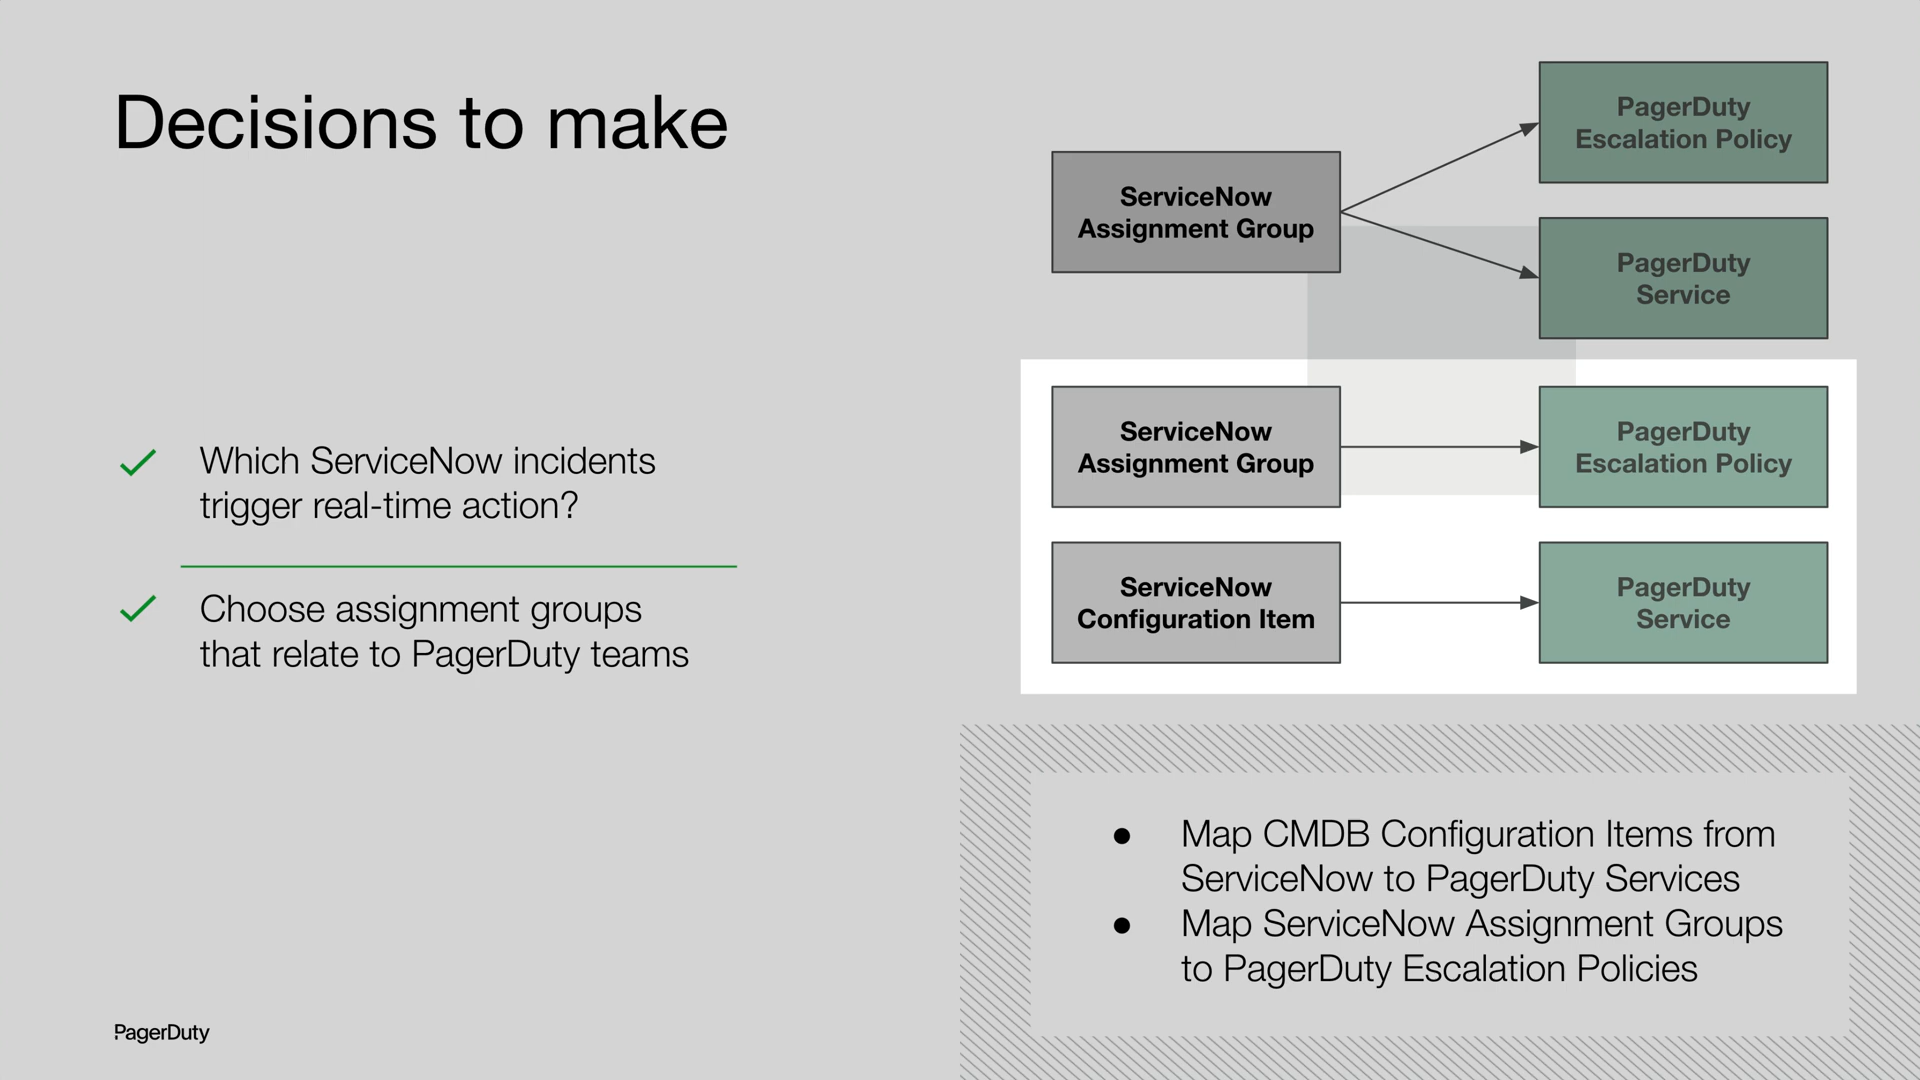 Decisions to make
Which ServiceNow incidents
trigger real-time action?
Choose assignment groups
that relate to PagerDuty teams
ServiceNow
Assignment Group
PagerDuty
Escalation Policy
PagerDuty
Service
ServiceNow
Assignment Group
PagerDuty
Escalation Policy
ServiceNow
Configuration Item
PagerDuty
Service
● Map CMDB Configuration Items from
ServiceNow to PagerDuty Services
● Map ServiceNow Assignment Groups
to PagerDuty Escalation Policies
PagerDuty